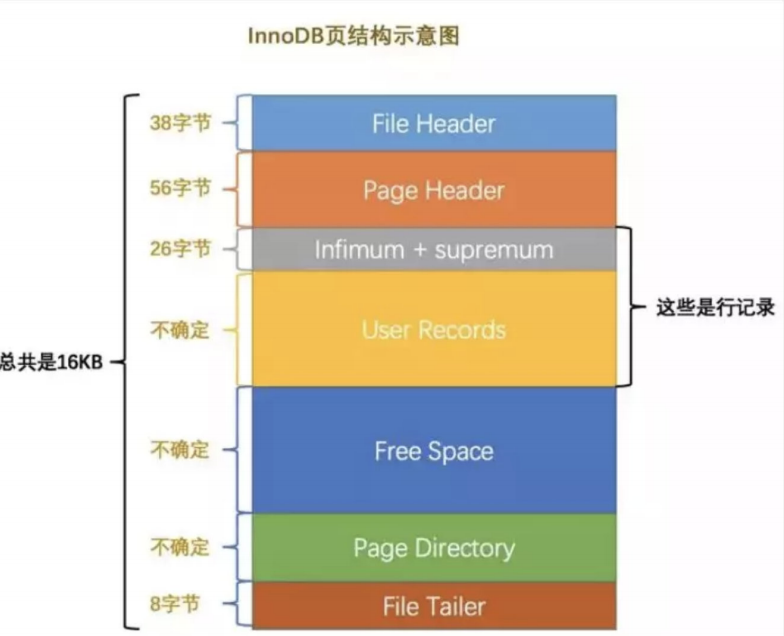 InnoDB页结构示意图
38字节
File Header
56字节
Page Header
26字节
Infimum + supremum
这些是行记录
不确定
User Records
总共是16KB
不确定
Free Space
不确定
Page Directory
8字节
File Tailer